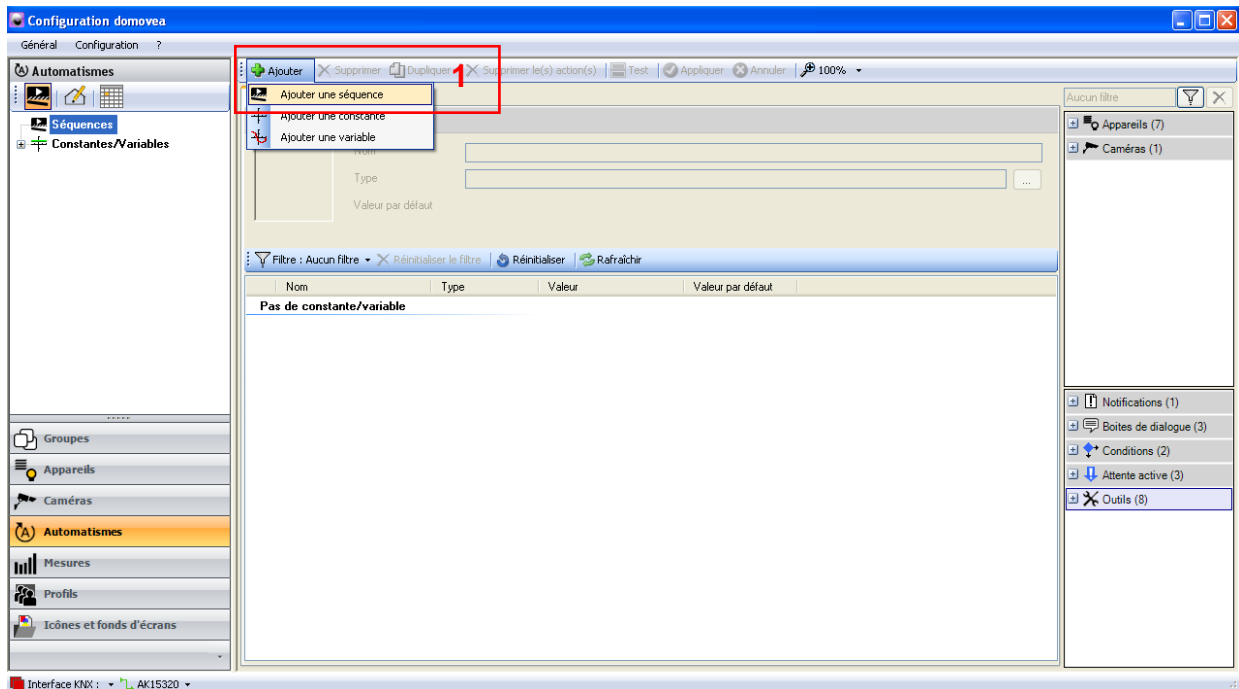 Configuration domovea
Général Configuration ?
Automatismes
Ajouter Supprimer Dupliquer Supprimer le(s) action(s) Test Appliquer Annuler 100%
1
Ajouter une séquence
Ajouter une constante
Ajouter une variable
Séquences
Constantes/Variables
Nom
Type
...
Valeur par défaut
Filtre : Aucun filtre Réinitialiser le filtre Réinitialiser Rafraîchir
Nom Type Valeur Valeur par défaut
Pas de constante/variable
Aucun filtre
Appareils (7)
Caméras (1)
Notifications (1)
Boites de dialogue (3)
Conditions (2)
Attente active (3)
Outils (8)
Groupes
Appareils
Caméras
Automatismes
Mesures
Profils
Icônes et fonds d'écrans
Interface KNX : AK15320